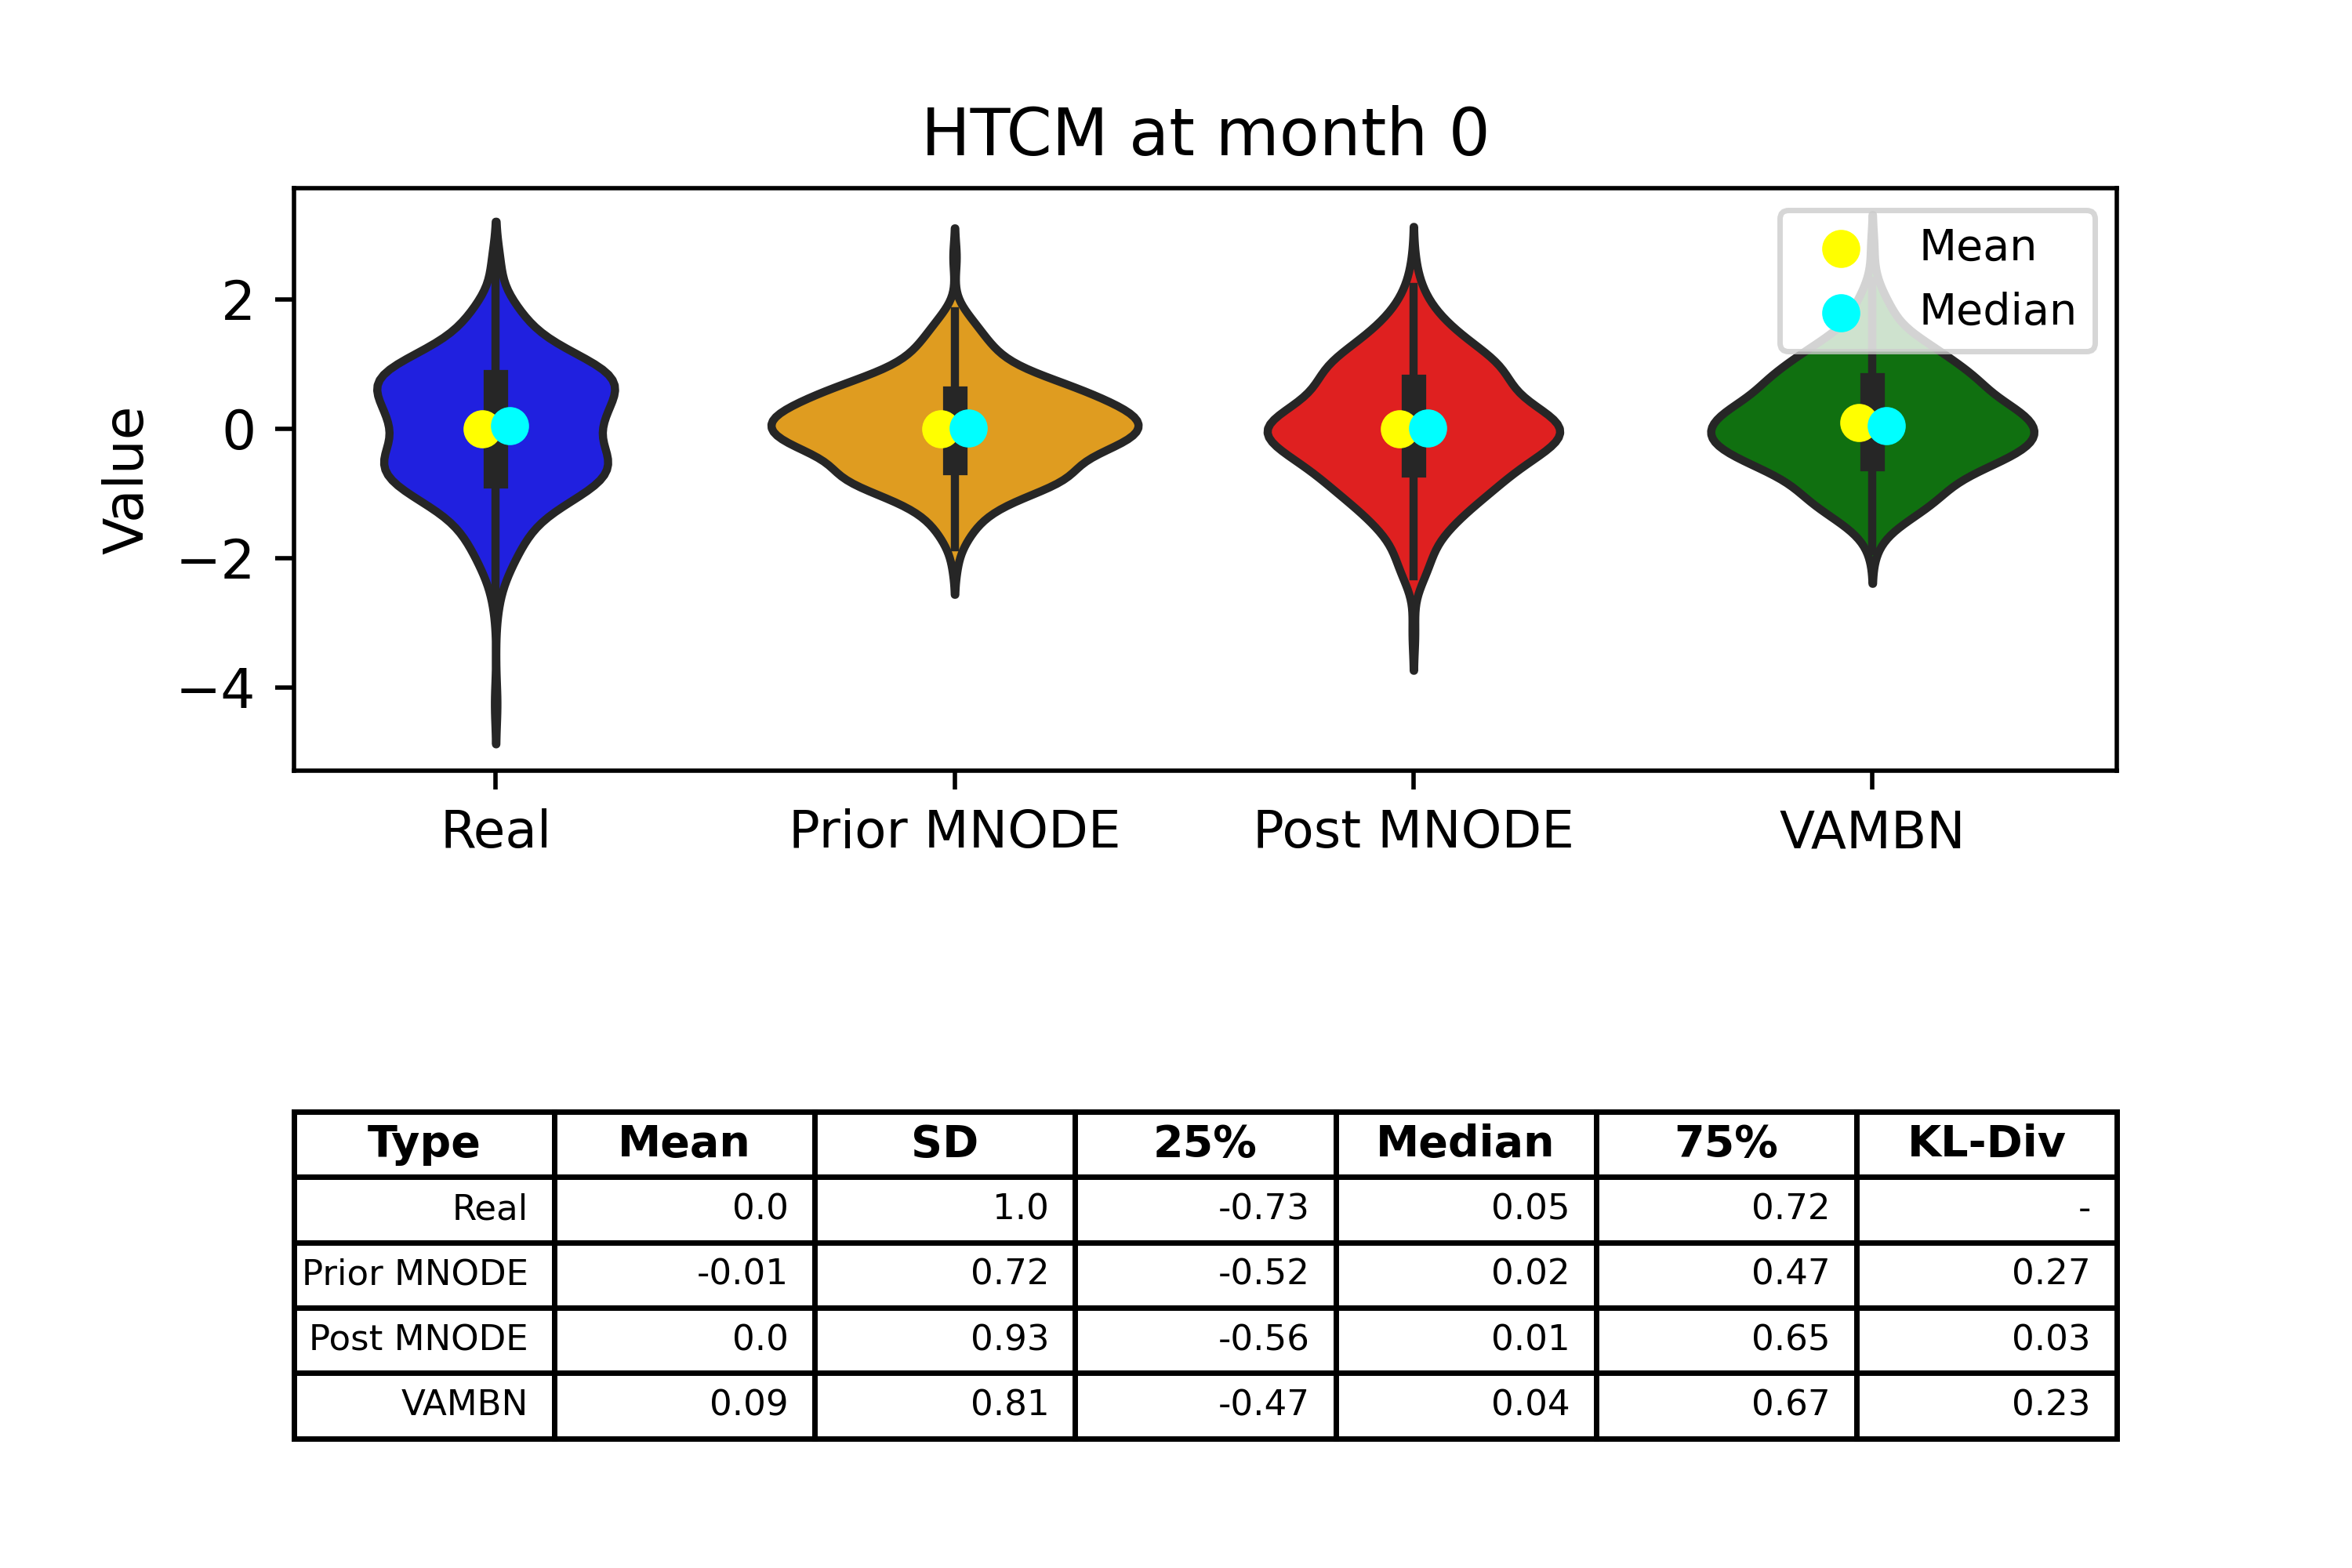 HTCM at month 0
Value
2
0
−2
−4
Mean
Median
Real Prior MNODE Post MNODE VAMBN
Type Mean SD 25% Median 75% KL-Div
Real 0.0 1.0 -0.73 0.05 0.72 -
Prior MNODE -0.01 0.72 -0.52 0.02 0.47 0.27
Post MNODE 0.0 0.93 -0.56 0.01 0.65 0.03
VAMBN 0.09 0.81 -0.47 0.04 0.67 0.23